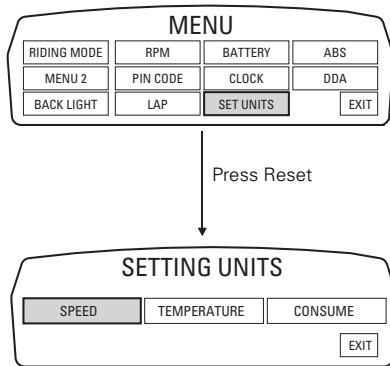 MENU
RIDING MODE RPM BATTERY ABS
MENU 2 PIN CODE CLOCK DDA
BACK LIGHT LAP SET UNITS EXIT
Press Reset
SETTING UNITS
SPEED TEMPERATURE CONSUME
EXIT